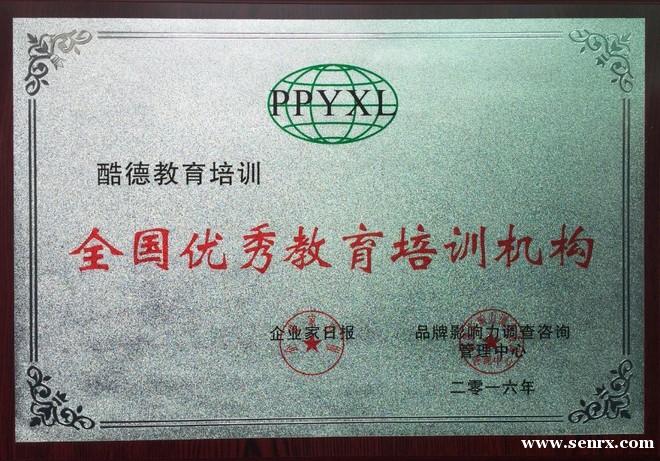 PPYXL
酷德教育培训
全国优秀教育培训机构
企业家日报
品牌影响力调查咨询
管理中心
二零一六年
www.senrx.com